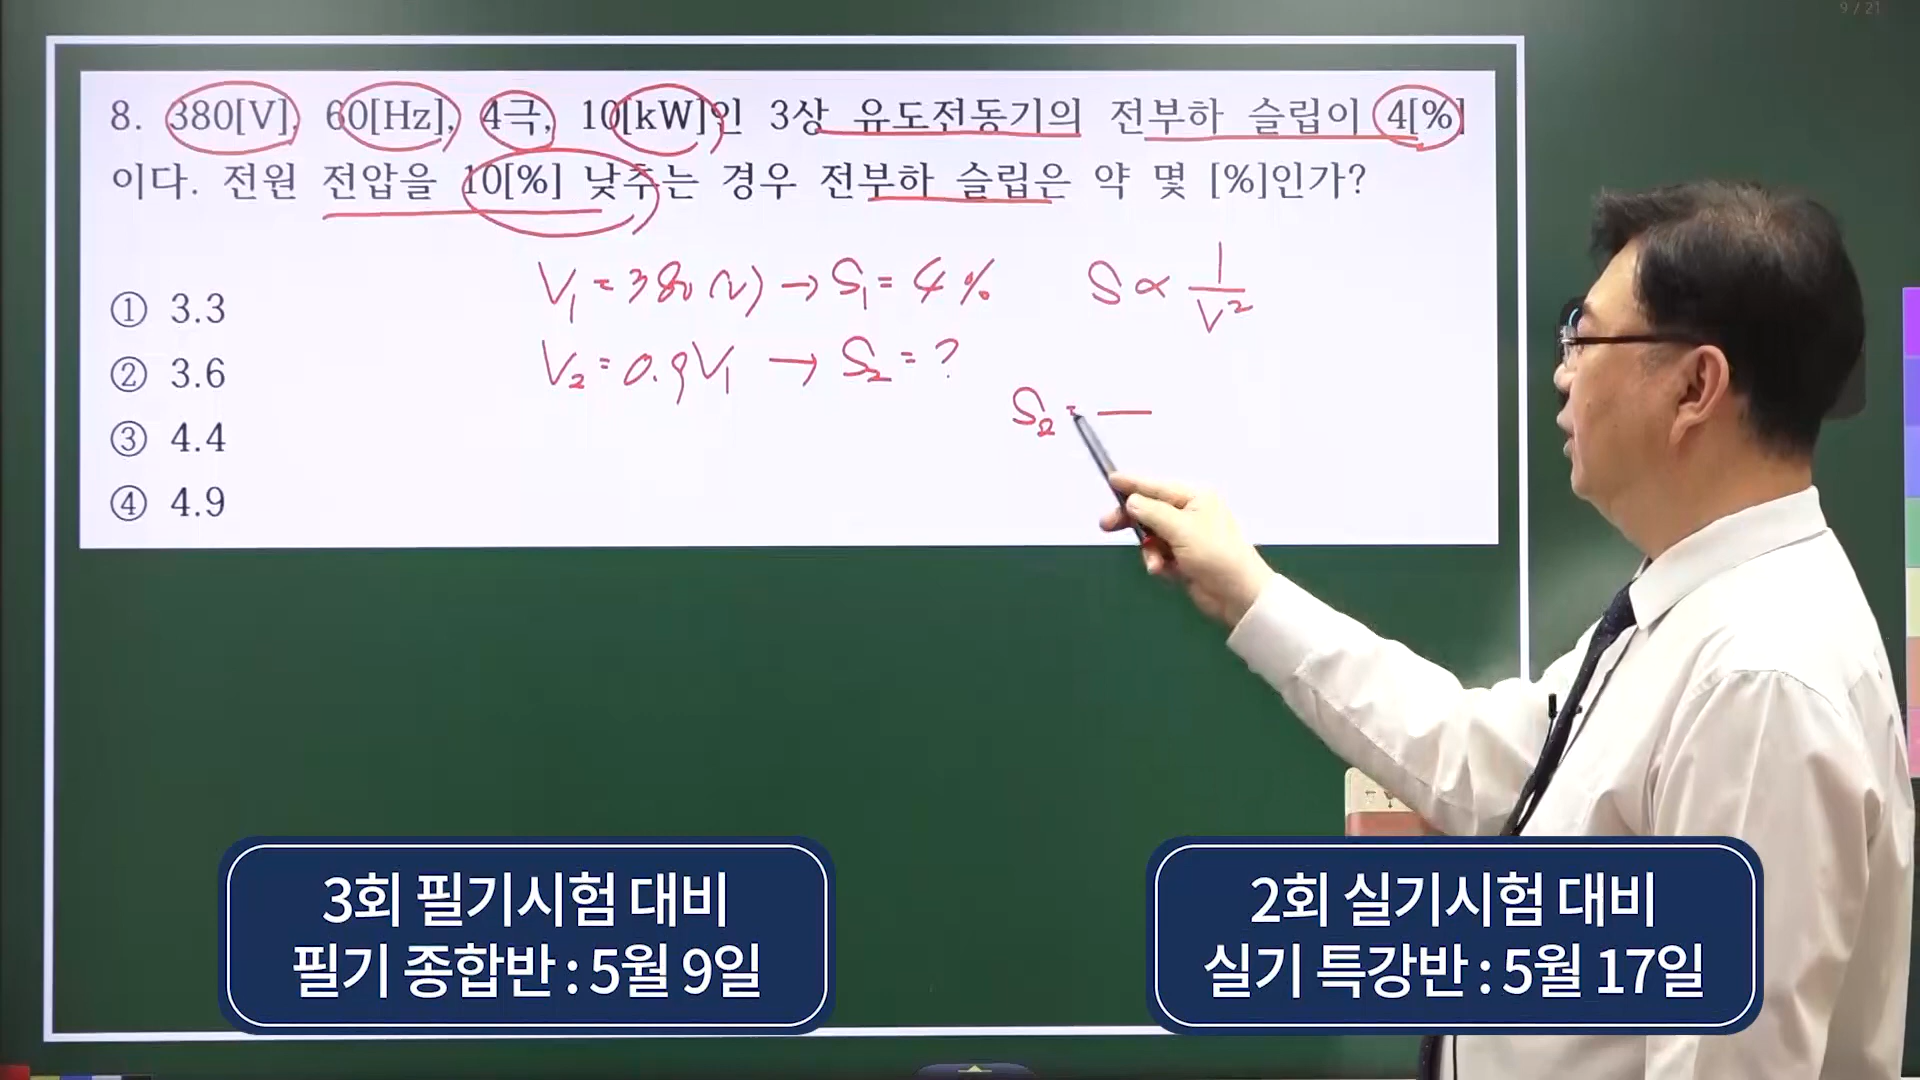 9 / 21
8. 380[V], 60[Hz], 4극, 10[kW]인 3상 유도전동기의 전부하 슬립이 4[%]
이다. 전원 전압을 10[%] 낮추는 경우 전부하 슬립은 약 몇 [%]인가?
V₁ = 380 (V) → S₁ = 4 %
S ∝ 1/V²
① 3.3
V₂ = 0.9V₁ → S₂ = ?
② 3.6
S₂ = —
③ 4.4
④ 4.9
3회 필기시험 대비
필기 종합반 : 5월 9일
2회 실기시험 대비
실기 특강반 : 5월 17일